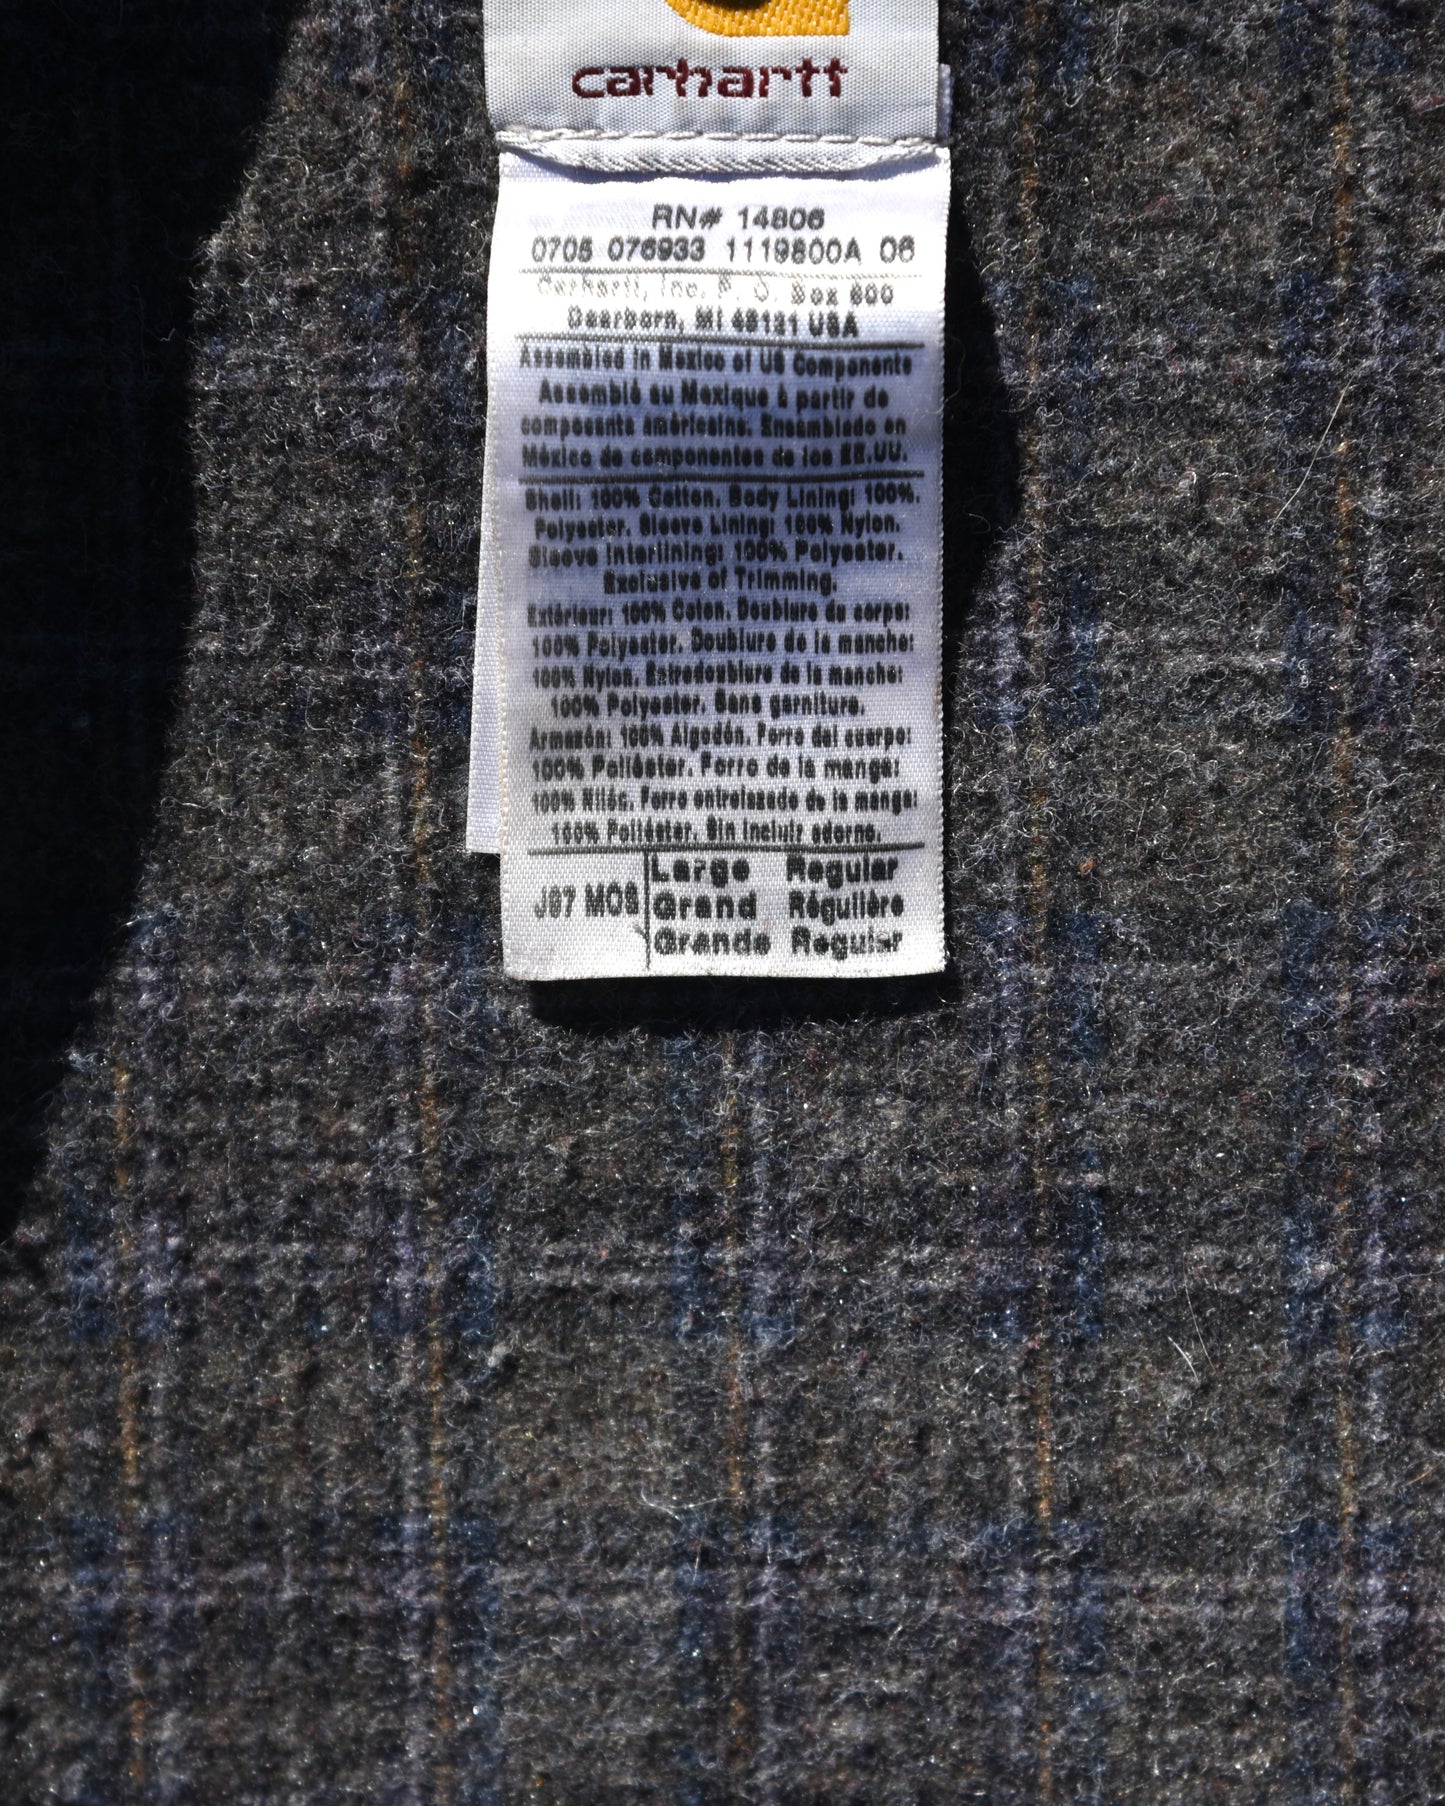 carhartt
RN# 14806
0705 076933 1119800A 06
Carhartt, Inc. P. O. Box 600
Dearborn, MI 48121 USA
Assembled in Mexico of US Components
Assemblé au Mexique à partir de
composants américains. Ensamblado en
México de componentes de los EE.UU.
Shell: 100% Cotton. Body Lining: 100%.
Polyester. Sleeve Lining: 100% Nylon.
Sleeve Interlining: 100% Polyester.
Exclusive of Trimming.
Extérieur: 100% Coton. Doublure du corps:
100% Polyester. Doublure de la manche:
100% Nylon. Entredoublure de la manche:
100% Polyester. Sans garniture.
Armazón: 100% Algodón. Forro del cuerpo:
100% Poliéster. Forro de la manga:
100% Forro entrelazado de la manga:
100% Poliéster. Sin incluir adorno.
J97 MOS
Large Regular
Grand Régulière
Grande Regular